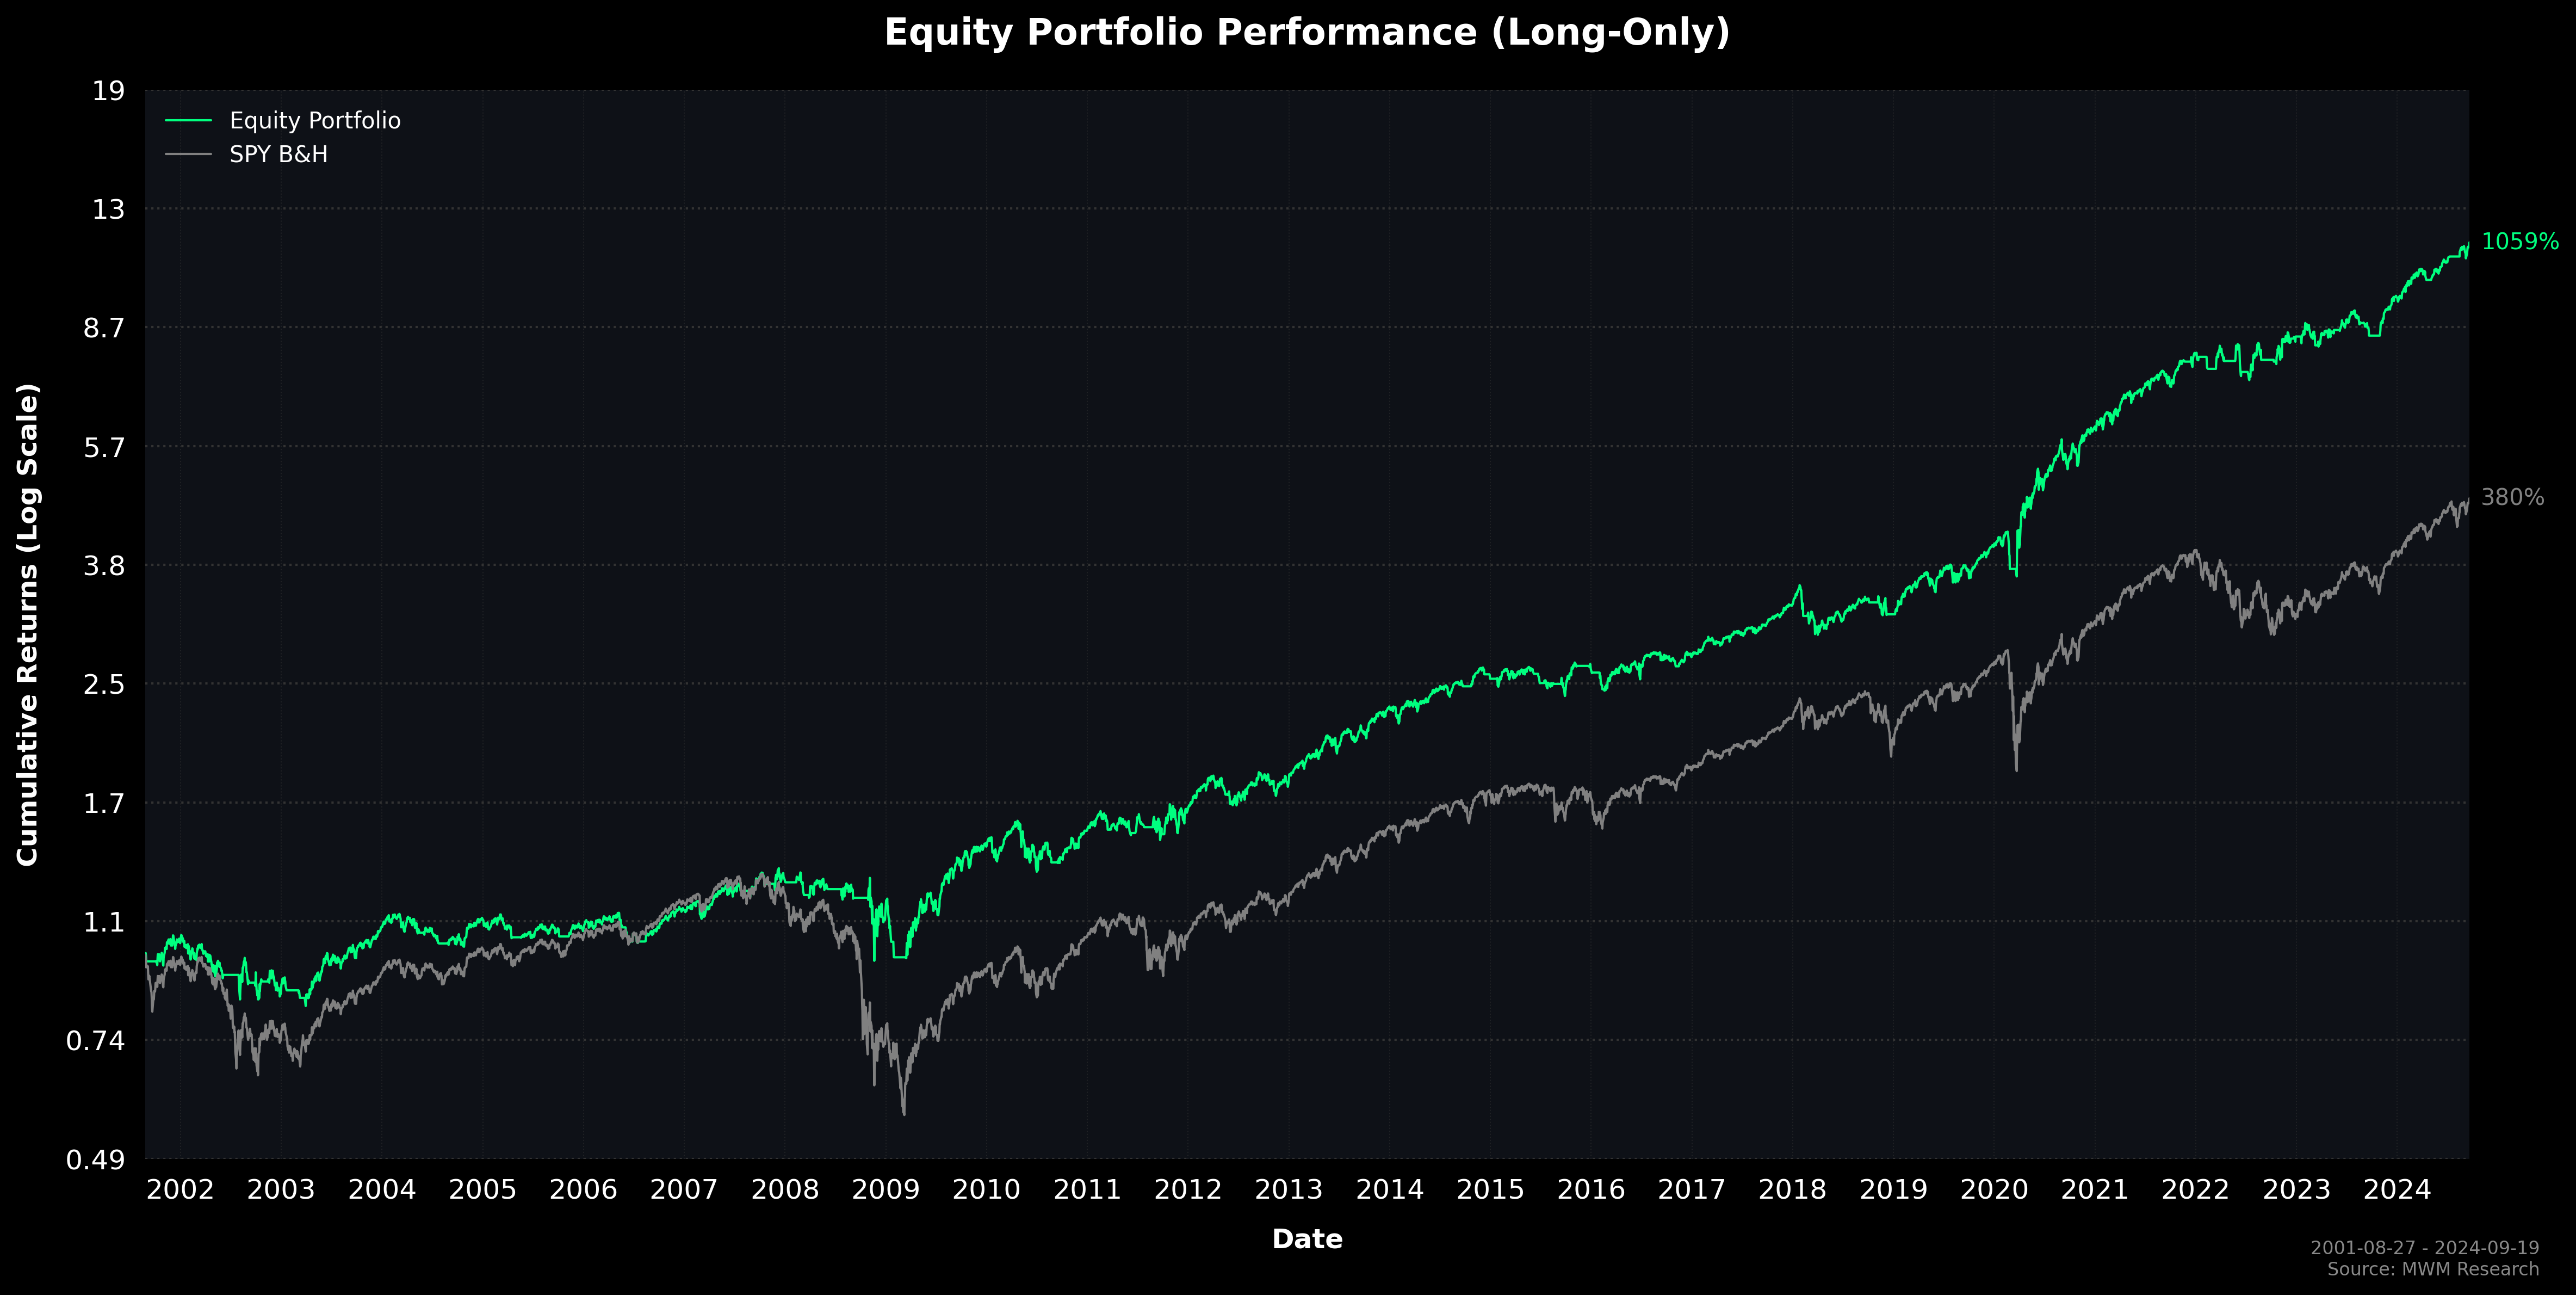 Equity Portfolio Performance (Long-Only)
Equity Portfolio
SPY B&H
Cumulative Returns (Log Scale)
19
13
8.7
5.7
3.8
2.5
1.7
1.1
0.74
0.49
1059%
380%
2002 2003 2004 2005 2006 2007 2008 2009 2010 2011 2012 2013 2014 2015 2016 2017 2018 2019 2020 2021 2022 2023 2024
Date
2001-08-27 - 2024-09-19
Source: MWM Research